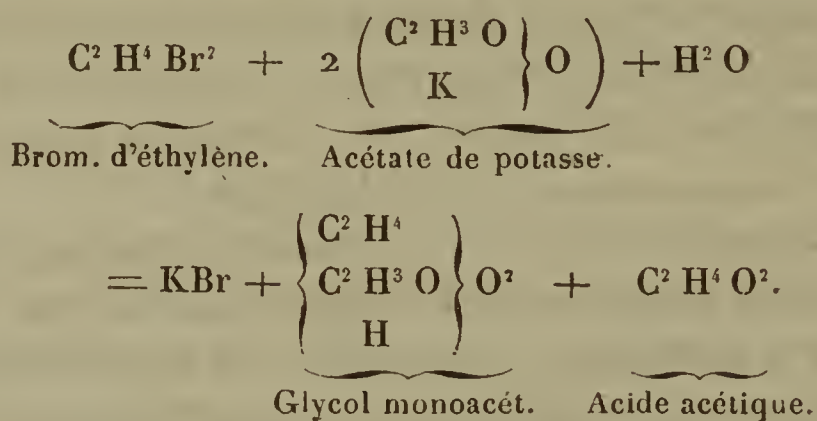 C² H⁴ Br² + 2 ( C² H³ O
K } O ) + H² O
Brom. d'éthylène. Acétate de potasse.
= KBr + { C² H⁴
C² H³ O
H } O² + C² H⁴ O².
Glycol monoacét. Acide acétique.